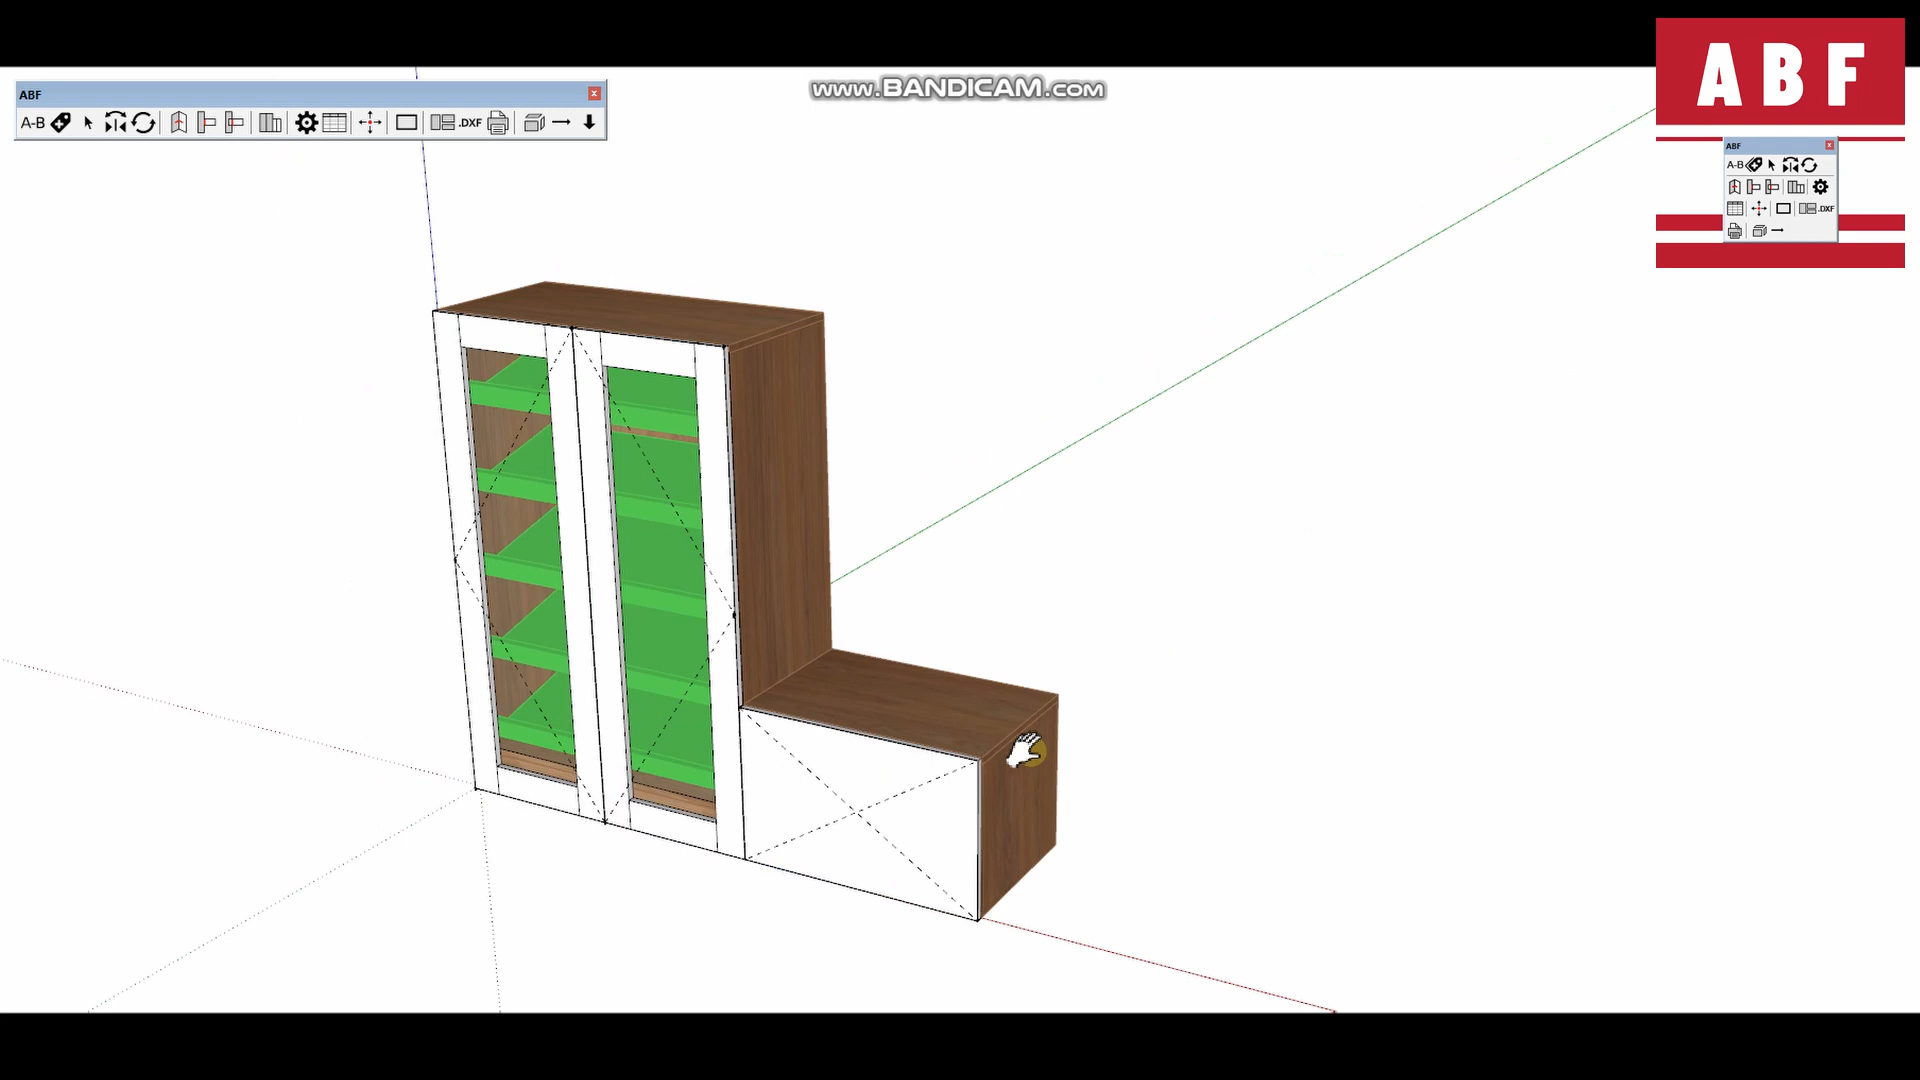 ABF
A-B
.DXF
www.BANDICAM.com
ABF
ABF
A-B
.DXF